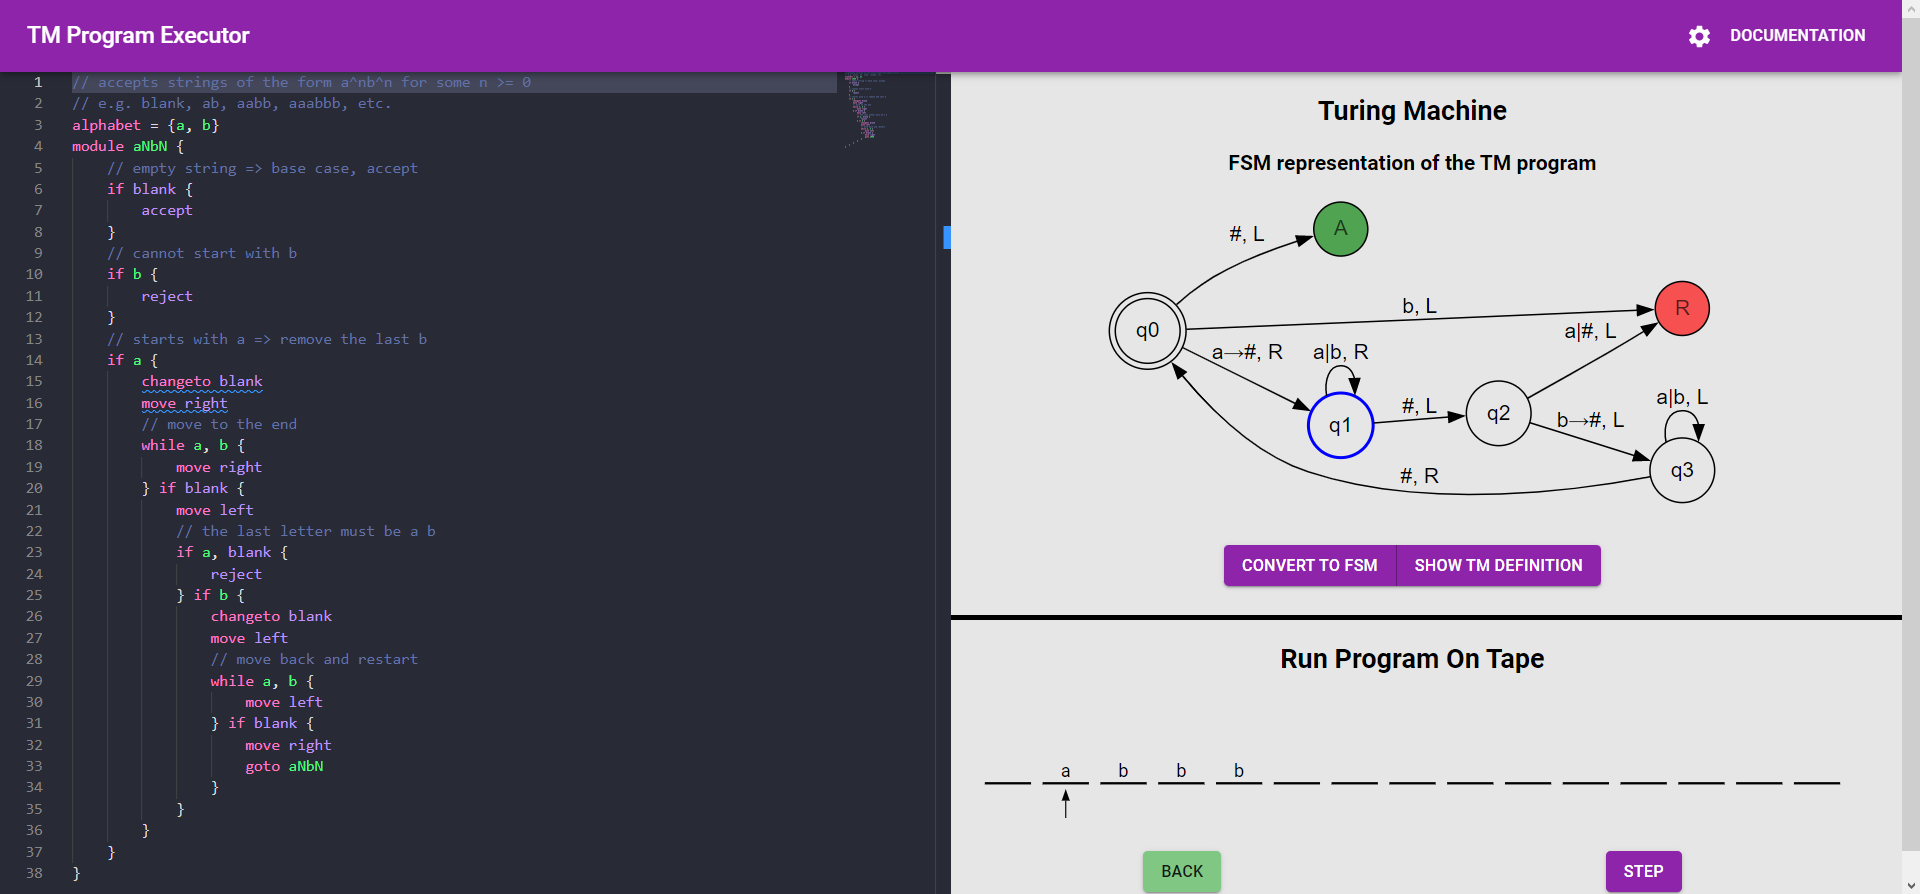 TM Program Executor
DOCUMENTATION
1 // accepts strings of the form a^nb^n for some n >= 0
2 // e.g. blank, ab, aabb, aaabbb, etc.
3 alphabet = {a, b}
4 module aNbN {
5 // empty string => base case, accept
6 if blank {
7 accept
8 }
9 // cannot start with b
10 if b {
11 reject
12 }
13 // starts with a => remove the last b
14 if a {
15 changeto blank
16 move right
17 // move to the end
18 while a, b {
19 move right
20 } if blank {
21 move left
22 // the last letter must be a b
23 if a, blank {
24 reject
25 } if b {
26 changeto blank
27 move left
28 // move back and restart
29 while a, b {
30 move left
31 } if blank {
32 move right
33 goto aNbN
34 }
35 }
36 }
37 }
38 }
Turing Machine
FSM representation of the TM program
A
#, L
q0
b, L
R
a|#, L
a→#, R
a|b, R
q1
#, L
q2
b→#, L
a|b, L
q3
#, R
CONVERT TO FSM
SHOW TM DEFINITION
Run Program On Tape
a b b b
BACK
STEP